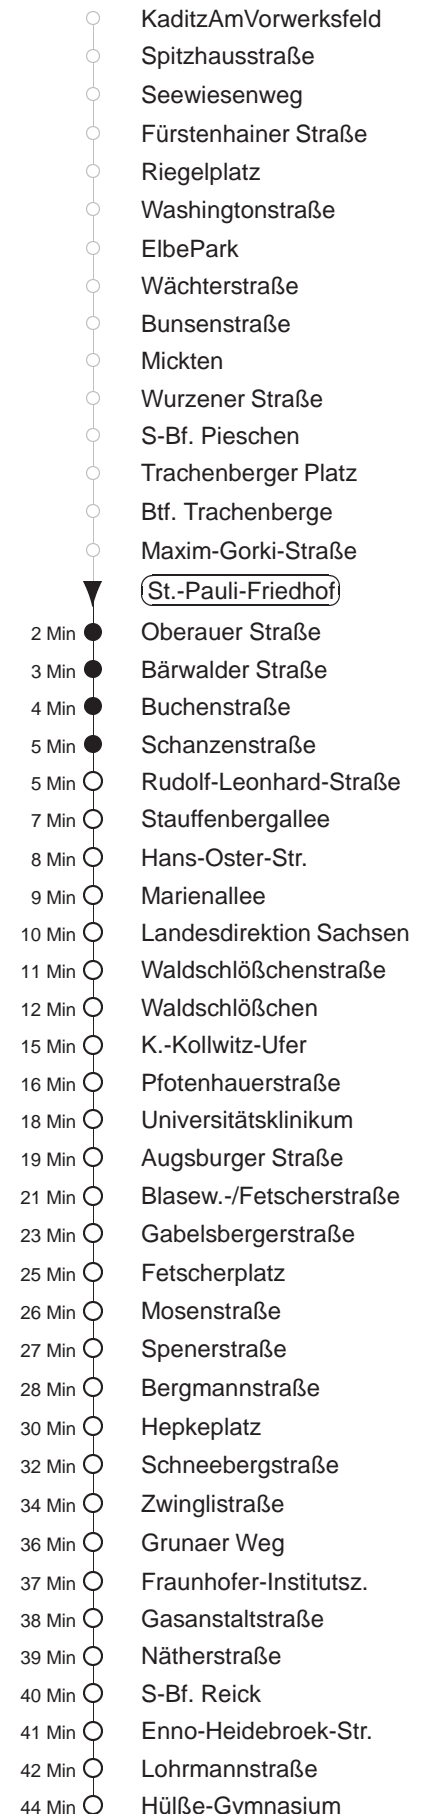 KaditzAmVorwerksfeld
Spitzhausstraße
Seewiesenweg
Fürstenhainer Straße
Riegelplatz
Washingtonstraße
ElbePark
Wächterstraße
Bunsenstraße
Mickten
Wurzener Straße
S-Bf. Pieschen
Trachenberger Platz
Btf. Trachenberge
Maxim-Gorki-Straße
St.-Pauli-Friedhof
2 Min Oberauer Straße
3 Min Bärwalder Straße
4 Min Buchenstraße
5 Min Schanzenstraße
5 Min Rudolf-Leonhard-Straße
7 Min Stauffenbergallee
8 Min Hans-Oster-Str.
9 Min Marienallee
10 Min Landesdirektion Sachsen
11 Min Waldschlößchenstraße
12 Min Waldschlößchen
15 Min K.-Kollwitz-Ufer
16 Min Pfotenhauerstraße
18 Min Universitätsklinikum
19 Min Augsburger Straße
21 Min Blasew.-/Fetscherstraße
23 Min Gabelsbergerstraße
25 Min Fetscherplatz
26 Min Mosenstraße
27 Min Spenerstraße
28 Min Bergmannstraße
30 Min Hepkeplatz
32 Min Schneebergstraße
34 Min Zwinglistraße
36 Min Grunaer Weg
37 Min Fraunhofer-Institutsz.
38 Min Gasanstaltstraße
39 Min Nätherstraße
40 Min S-Bf. Reick
41 Min Enno-Heidebroek-Str.
42 Min Lohrmannstraße
44 Min Hülße-Gymnasium